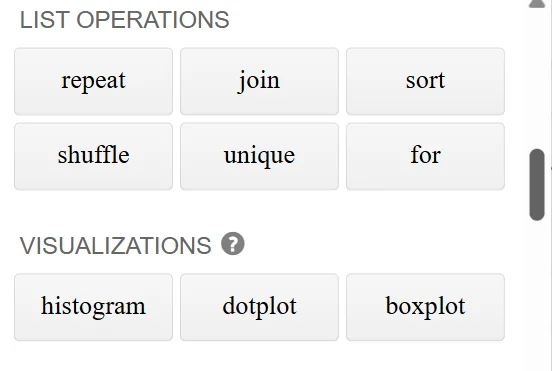 LIST OPERATIONS
repeat join sort
shuffle unique for
VISUALIZATIONS ?
histogram dotplot boxplot